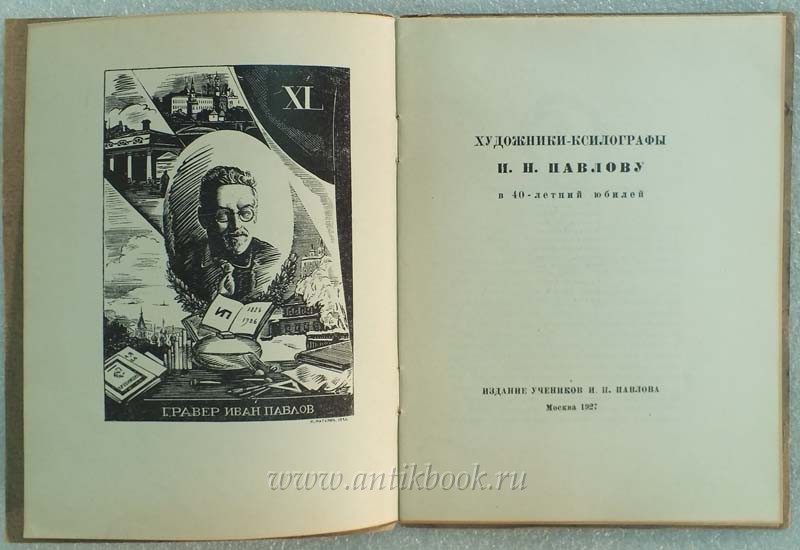 XL
1886
1926
ГРАВЕР ИВАН ПАВЛОВ
ХУДОЖНИКИ-КСИЛОГРАФЫ
И. Н. ПАВЛОВУ
в 40-летний юбилей
ИЗДАНИЕ УЧЕНИКОВ И. Н. ПАВЛОВА
Москва 1927
www.antikbook.ru